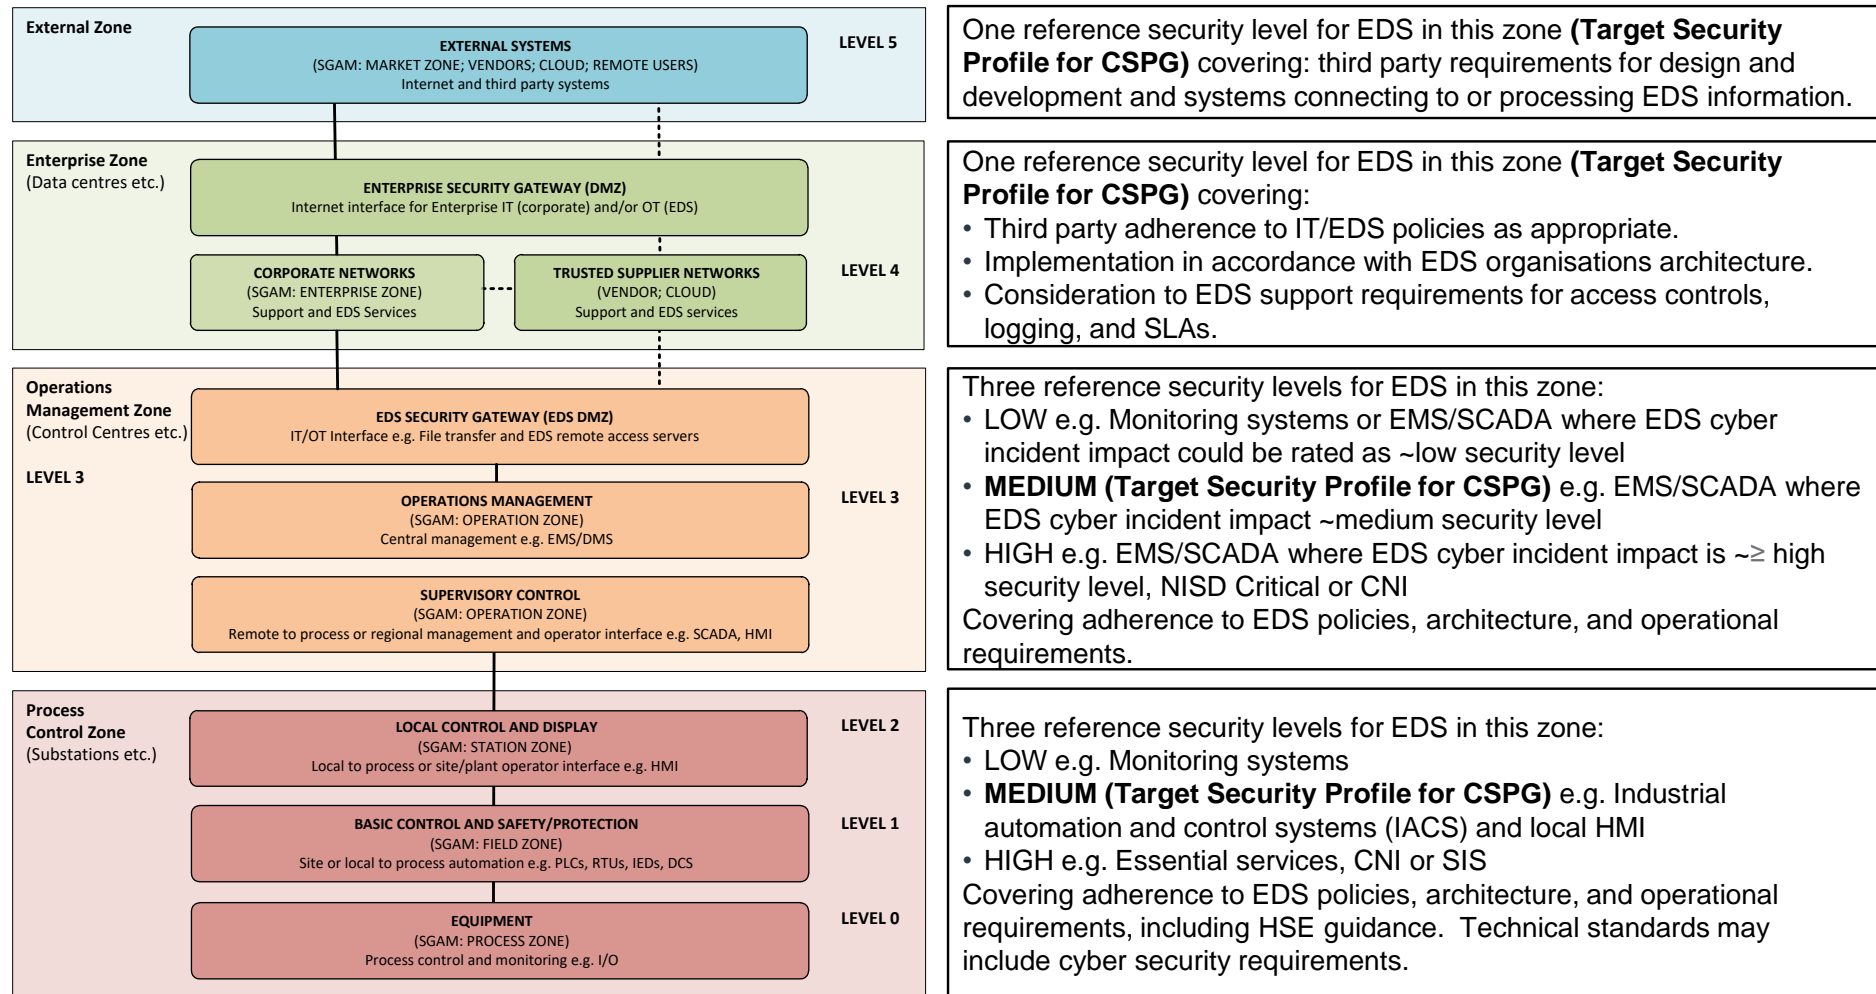 External Zone
EXTERNAL SYSTEMS
(SGAM: MARKET ZONE; VENDORS; CLOUD; REMOTE USERS)
Internet and third party systems
LEVEL 5
One reference security level for EDS in this zone (Target Security
Profile for CSPG) covering: third party requirements for design and
development and systems connecting to or processing EDS information.
Enterprise Zone
(Data centres etc.)
ENTERPRISE SECURITY GATEWAY (DMZ)
Internet interface for Enterprise IT (corporate) and/or OT (EDS)
CORPORATE NETWORKS
(SGAM: ENTERPRISE ZONE)
Support and EDS Services
TRUSTED SUPPLIER NETWORKS
(VENDOR; CLOUD)
Support and EDS services
LEVEL 4
One reference security level for EDS in this zone (Target Security
Profile for CSPG) covering:
• Third party adherence to IT/EDS policies as appropriate.
• Implementation in accordance with EDS organisations architecture.
• Consideration to EDS support requirements for access controls,
logging, and SLAs.
Operations
Management Zone
(Control Centres etc.)
LEVEL 3
EDS SECURITY GATEWAY (EDS DMZ)
IT/OT Interface e.g. File transfer and EDS remote access servers
OPERATIONS MANAGEMENT
(SGAM: OPERATION ZONE)
Central management e.g. EMS/DMS
LEVEL 3
SUPERVISORY CONTROL
(SGAM: OPERATION ZONE)
Remote to process or regional management and operator interface e.g. SCADA, HMI
Three reference security levels for EDS in this zone:
• LOW e.g. Monitoring systems or EMS/SCADA where EDS cyber
incident impact could be rated as ~low security level
• MEDIUM (Target Security Profile for CSPG) e.g. EMS/SCADA where
EDS cyber incident impact ~medium security level
• HIGH e.g. EMS/SCADA where EDS cyber incident impact is ~≥ high
security level, NISD Critical or CNI
Covering adherence to EDS policies, architecture, and operational
requirements.
Process
Control Zone
(Substations etc.)
LOCAL CONTROL AND DISPLAY
(SGAM: STATION ZONE)
Local to process or site/plant operator interface e.g. HMI
LEVEL 2
BASIC CONTROL AND SAFETY/PROTECTION
(SGAM: FIELD ZONE)
Site or local to process automation e.g. PLCs, RTUs, IEDs, DCS
LEVEL 1
EQUIPMENT
(SGAM: PROCESS ZONE)
Process control and monitoring e.g. I/O
LEVEL 0
Three reference security levels for EDS in this zone:
• LOW e.g. Monitoring systems
• MEDIUM (Target Security Profile for CSPG) e.g. Industrial
automation and control systems (IACS) and local HMI
• HIGH e.g. Essential services, CNI or SIS
Covering adherence to EDS policies, architecture, and operational
requirements, including HSE guidance.  Technical standards may
include cyber security requirements.